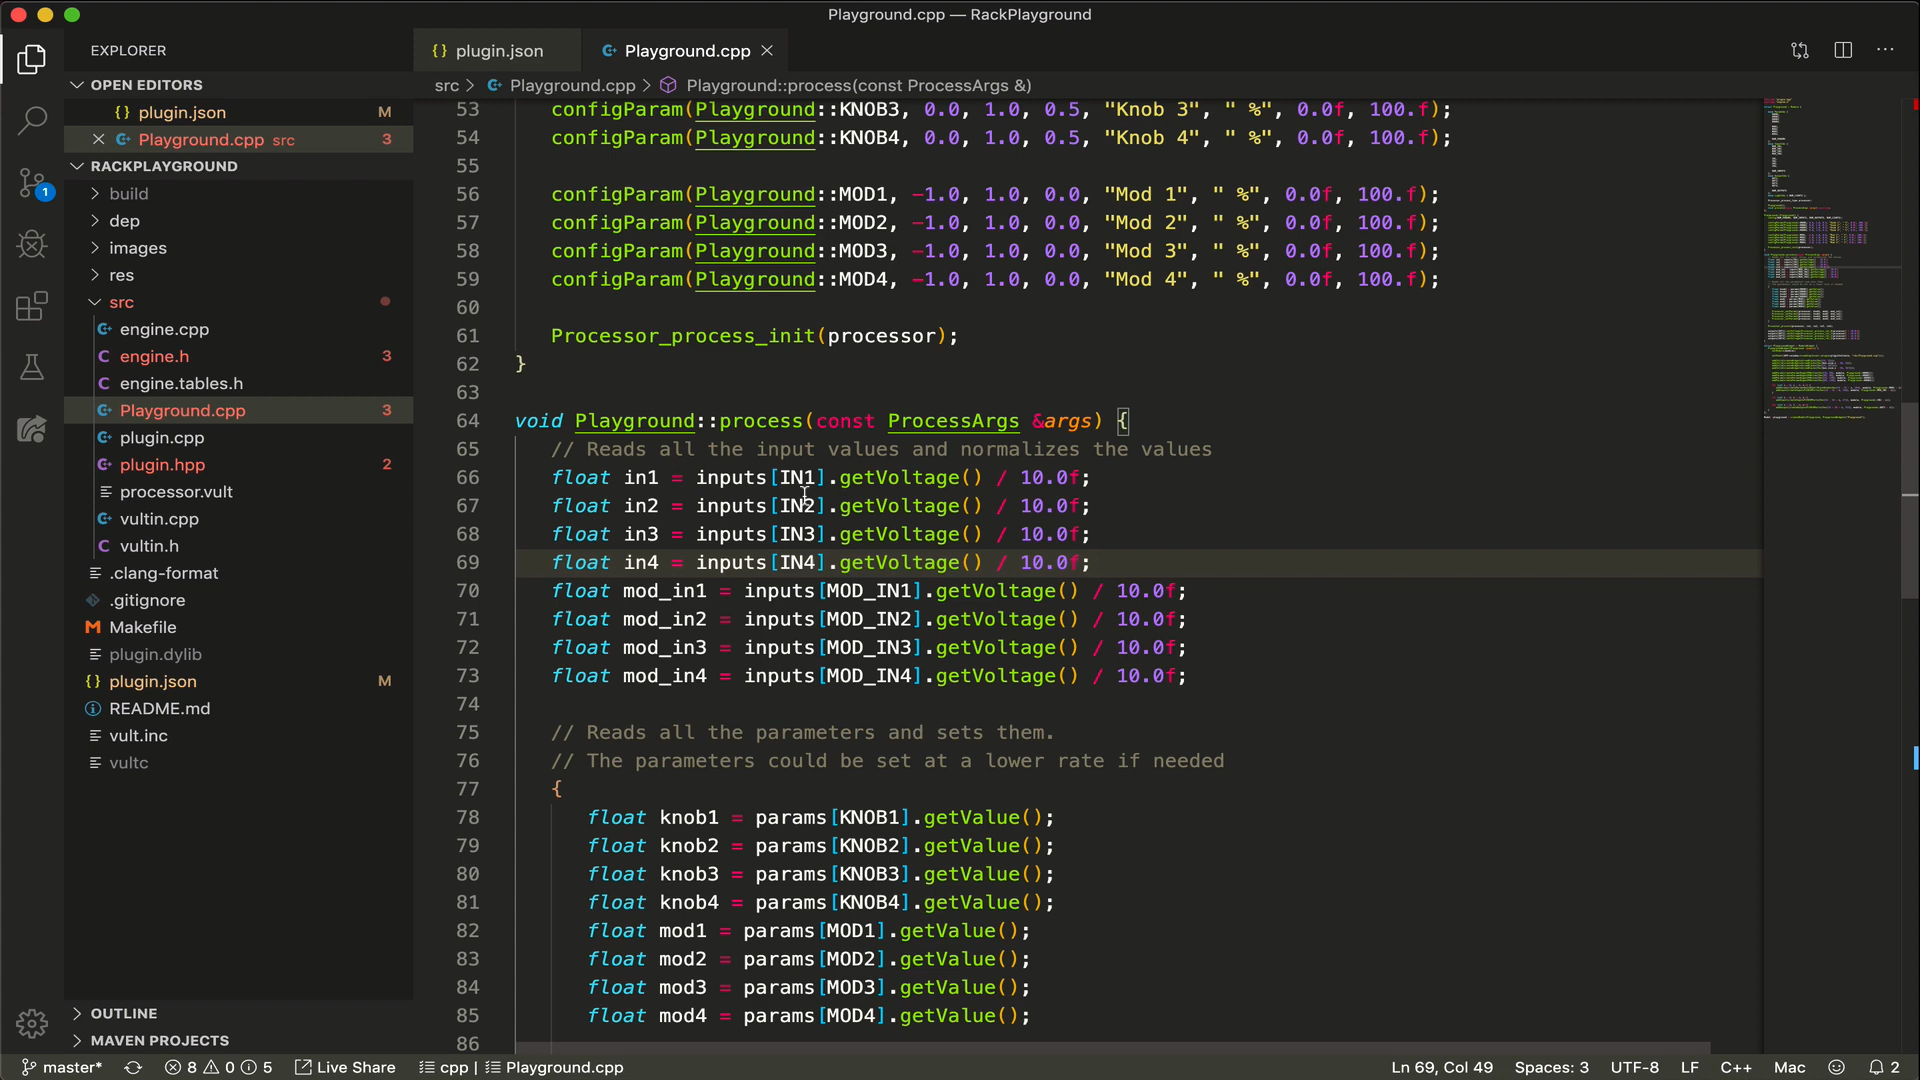 Playground.cpp — RackPlayground
EXPLORER
OPEN EDITORS
{} plugin.json M
Playground.cpp src 3
RACKPLAYGROUND
build
dep
images
res
src
engine.cpp
engine.h 3
engine.tables.h
Playground.cpp 3
plugin.cpp
plugin.hpp 2
processor.vult
vultin.cpp
vultin.h
.clang-format
.gitignore
Makefile
plugin.dylib
{} plugin.json M
README.md
vult.inc
vultc
OUTLINE
MAVEN PROJECTS
1
{} plugin.json
Playground.cpp
src > Playground.cpp > Playground::process(const ProcessArgs &)
53 configParam(Playground::KNOB3, 0.0, 1.0, 0.5, "Knob 3", " %", 0.0f, 100.f);
54 configParam(Playground::KNOB4, 0.0, 1.0, 0.5, "Knob 4", " %", 0.0f, 100.f);
55
56 configParam(Playground::MOD1, -1.0, 1.0, 0.0, "Mod 1", " %", 0.0f, 100.f);
57 configParam(Playground::MOD2, -1.0, 1.0, 0.0, "Mod 2", " %", 0.0f, 100.f);
58 configParam(Playground::MOD3, -1.0, 1.0, 0.0, "Mod 3", " %", 0.0f, 100.f);
59 configParam(Playground::MOD4, -1.0, 1.0, 0.0, "Mod 4", " %", 0.0f, 100.f);
60
61 Processor_process_init(processor);
62 }
63
64 void Playground::process(const ProcessArgs &args) {
65 // Reads all the input values and normalizes the values
66 float in1 = inputs[IN1].getVoltage() / 10.0f;
67 float in2 = inputs[IN2].getVoltage() / 10.0f;
68 float in3 = inputs[IN3].getVoltage() / 10.0f;
69 float in4 = inputs[IN4].getVoltage() / 10.0f;
70 float mod_in1 = inputs[MOD_IN1].getVoltage() / 10.0f;
71 float mod_in2 = inputs[MOD_IN2].getVoltage() / 10.0f;
72 float mod_in3 = inputs[MOD_IN3].getVoltage() / 10.0f;
73 float mod_in4 = inputs[MOD_IN4].getVoltage() / 10.0f;
74
75 // Reads all the parameters and sets them.
76 // The parameters could be set at a lower rate if needed
77 {
78 float knob1 = params[KNOB1].getValue();
79 float knob2 = params[KNOB2].getValue();
80 float knob3 = params[KNOB3].getValue();
81 float knob4 = params[KNOB4].getValue();
82 float mod1 = params[MOD1].getValue();
83 float mod2 = params[MOD2].getValue();
84 float mod3 = params[MOD3].getValue();
85 float mod4 = params[MOD4].getValue();
86
master* 8 0 5 Live Share cpp | Playground.cpp Ln 69, Col 49 Spaces: 3 UTF-8 LF C++ Mac 2